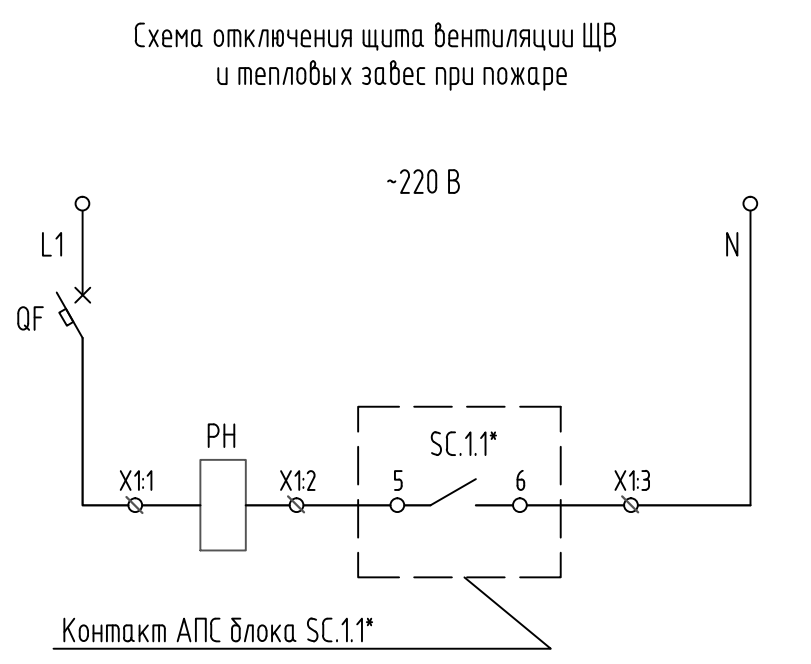 Схема отключения щита вентиляции ЩВ
и тепловых завес при пожаре
~220 В
L1
N
QF
РН
SC.1.1*
X1:1
X1:2
5
6
X1:3
Контакт АПС блока SC.1.1*